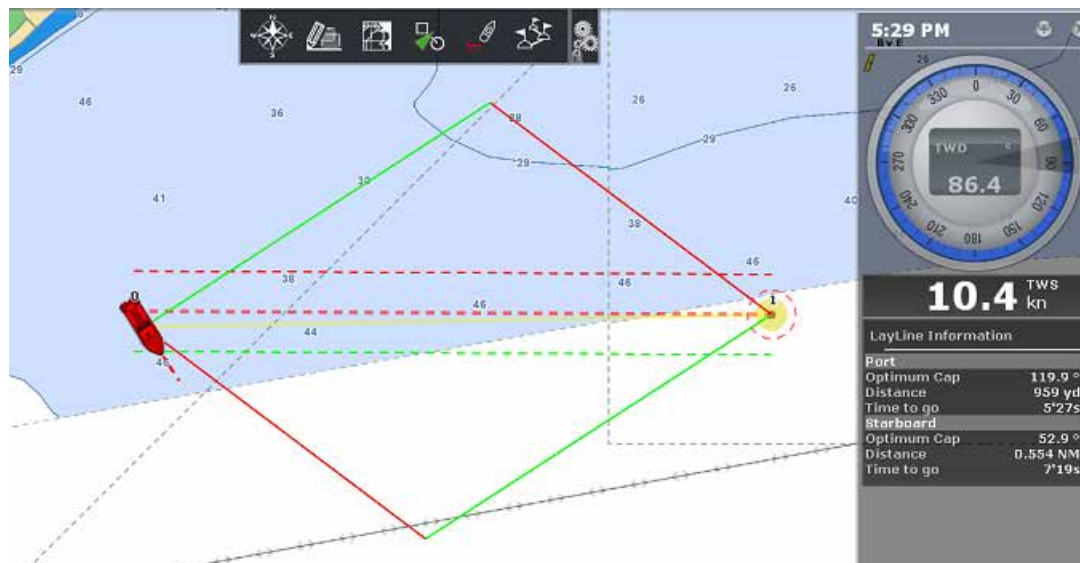 5:29 PM
26
29
46
36
28
26
26
29
29
30
41
38
40
46
38
46
46
44
0
1
N
E
S
W
330
0
30
300
60
270
90
240
120
210
180
150
TWD °
86.4
10.4 TWS
kn
LayLine Information
Port
Optimum Cap 119.9 °
Distance 959 yd
Time to go 5'27s
Starboard
Optimum Cap 52.9 °
Distance 0.554 NM
Time to go 7'19s